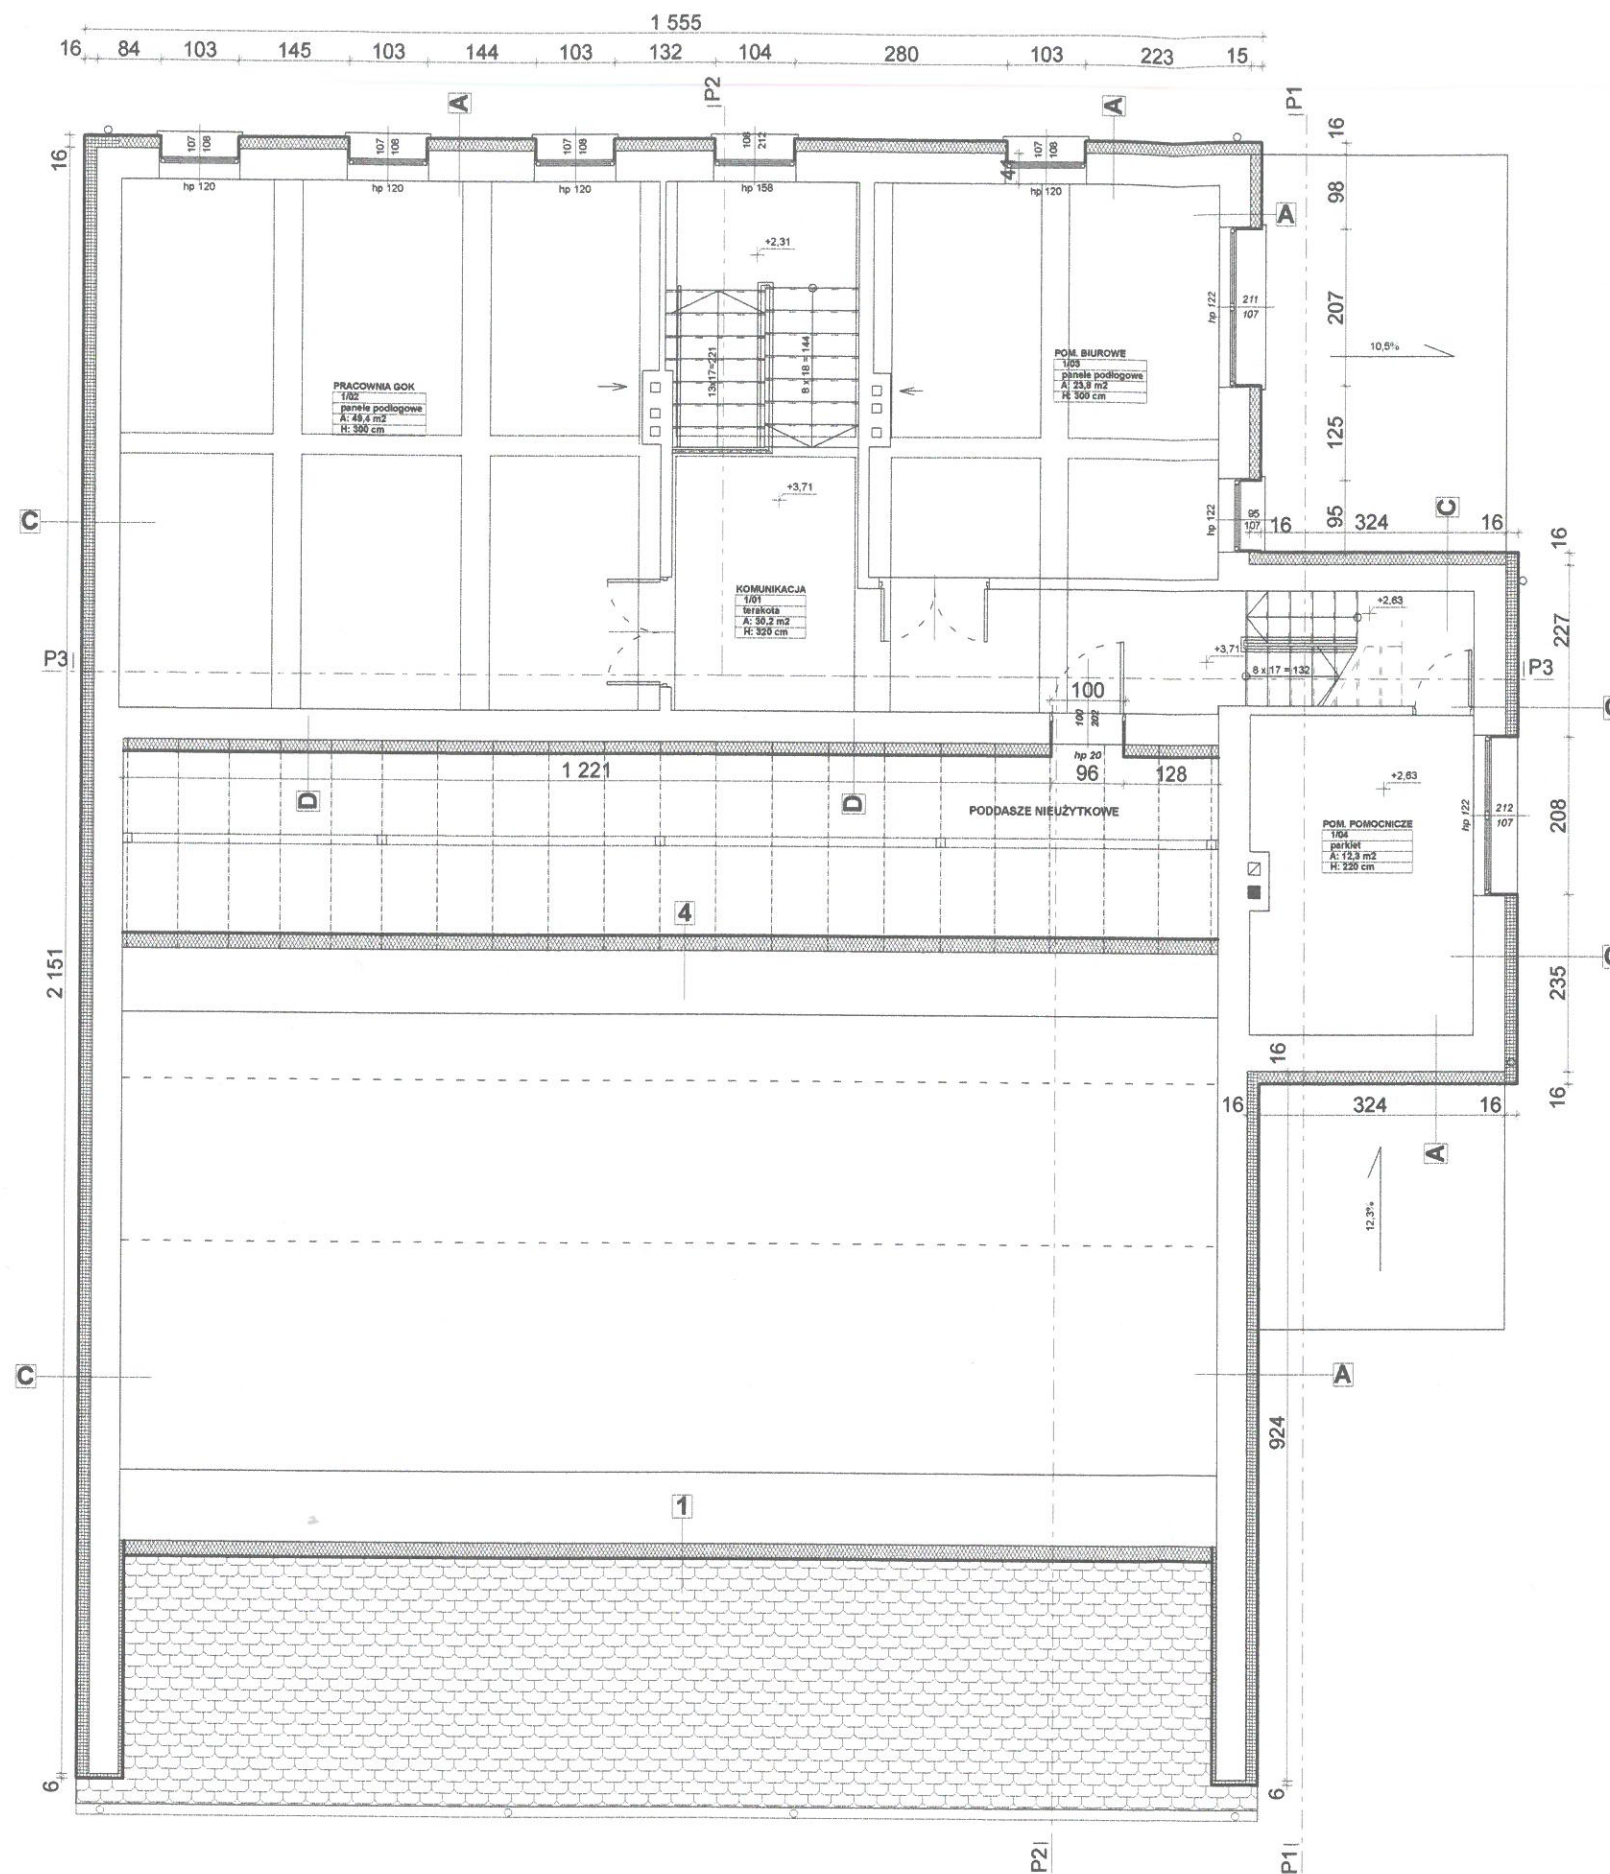 1 555
16 84 103 145 103 144 103 132 104 280 103 223 15
P2
P1
A
A
16
16
107
108
107
108
107
108
108
212
107
108
hp 120
hp 120
hp 120
hp 158
44
hp 120
98
A
+2,31
207
hp 122
211
107
10,5%
13x17=221
8 x 18 = 144
POM. BIUROWE
1/03
panele podłogowe
A: 23,8 m2
H: 300 cm
PRACOWNIA GOK
1/02
panele podłogowe
A: 49,4 m2
H: 300 cm
125
+3,71
C
C
hp 122
95
107
16
95
324
16
16
KOMUNIKACJA
1/01
terakota
A: 30,2 m2
H: 320 cm
+2,63
227
P3
+3,71
8 x 17 = 132
P3
100
100
202
C
hp 20
1 221
96
128
D
D
PODDASZE NIEUŻYTKOWE
+2,63
hp 122
212
107
208
POM. POMOCNICZE
1/04
parkiet
A: 12,3 m2
H: 220 cm
4
2 151
C
235
16
16
324
16
16
A
12,3%
C
A
924
1
6
6
P2
P1